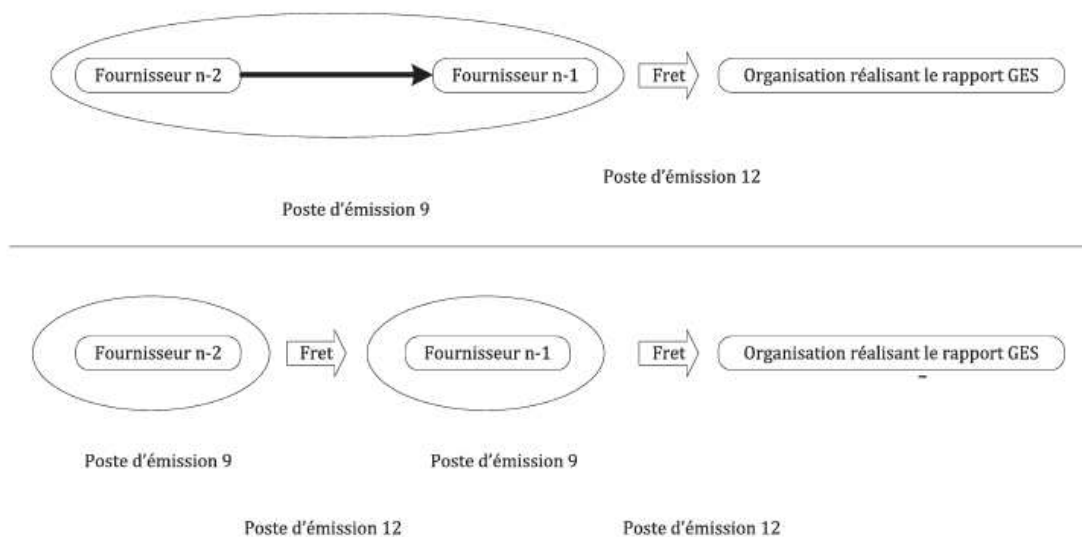 Fournisseur n-2 Fournisseur n-1 Fret Organisation réalisant le rapport GES
Poste d'émission 12
Poste d'émission 9
Fournisseur n-2 Fret Fournisseur n-1 Fret Organisation réalisant le rapport GES
Poste d'émission 9 Poste d'émission 9
Poste d'émission 12 Poste d'émission 12